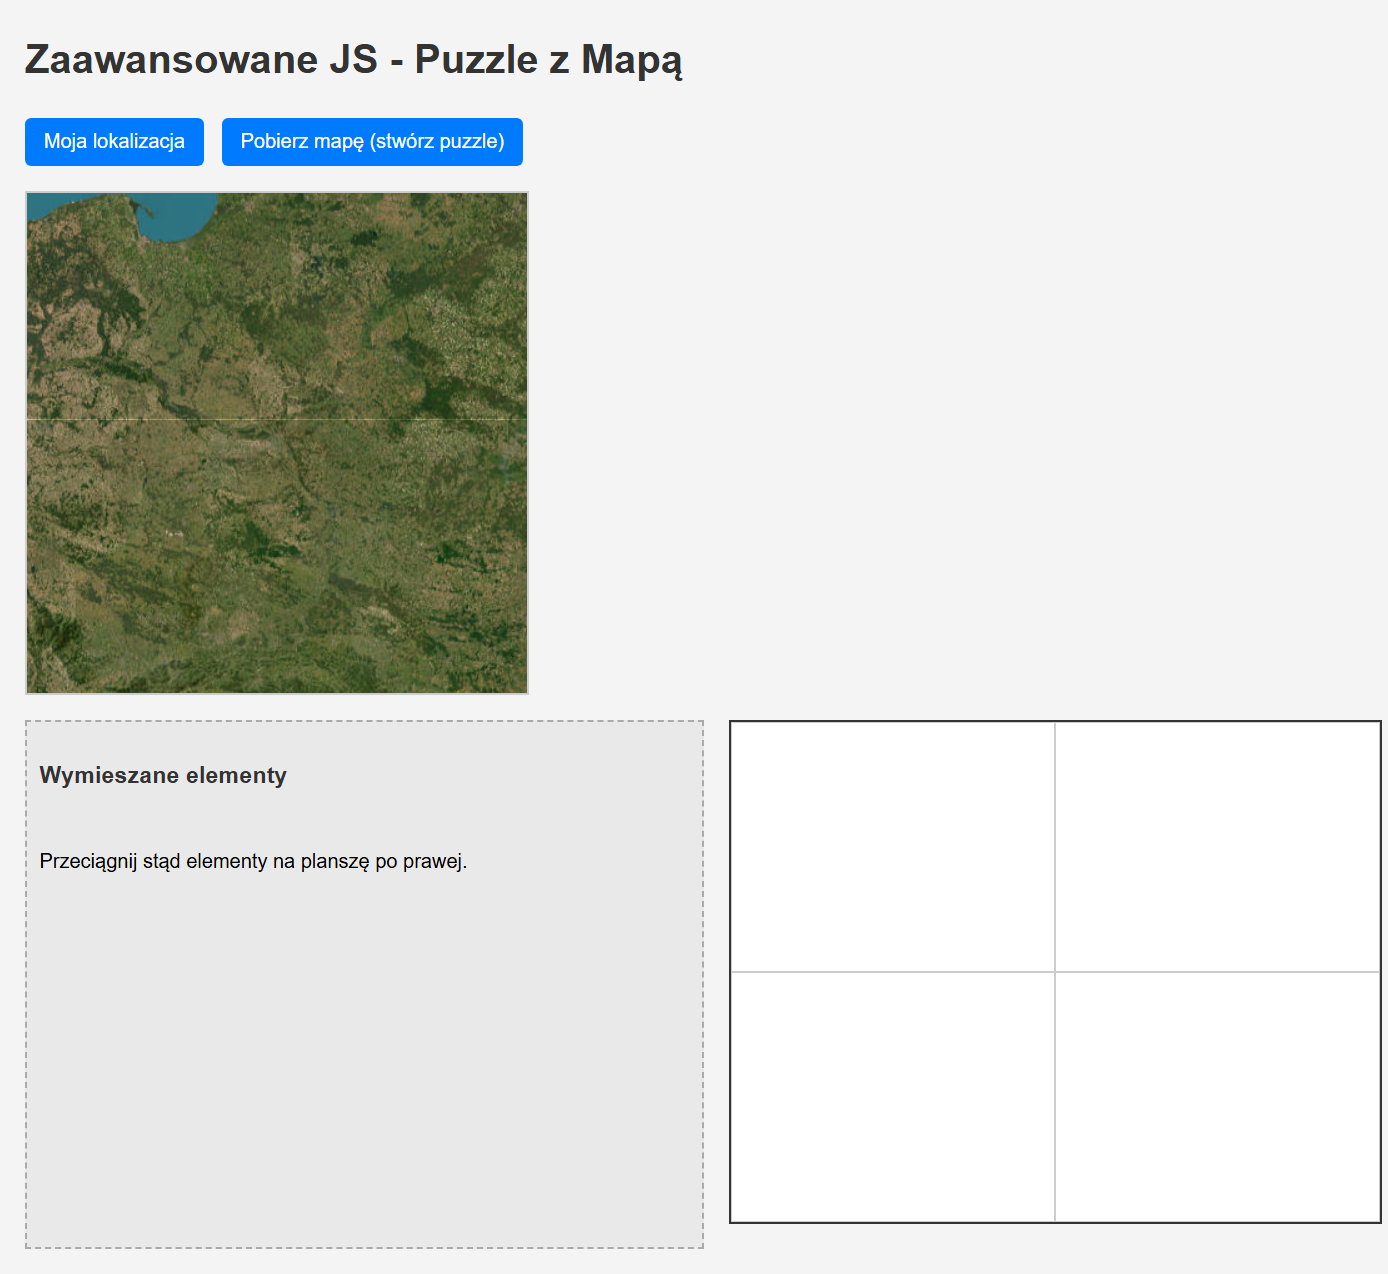 Zaawansowane JS - Puzzle z Mapą
Moja lokalizacja
Pobierz mapę (stwórz puzzle)
Wymieszane elementy
Przeciągnij stąd elementy na planszę po prawej.